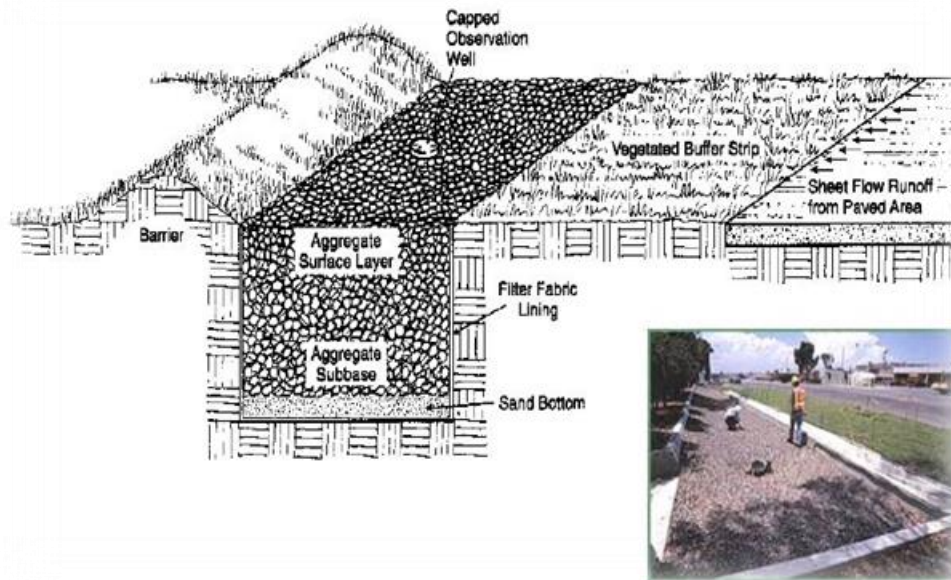 Capped
Observation
Well
Vegetated Buffer Strip
Sheet Flow Runoff
from Paved Area
Barrier
Aggregate
Surface Layer
Filter Fabric
Lining
Aggregate
Subbase
Sand Bottom